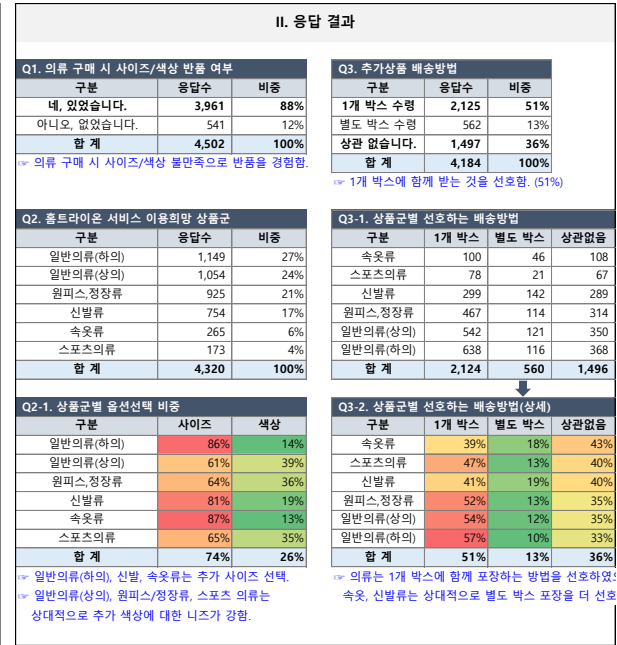 II. 응답 결과
Q1. 의류 구매 시 사이즈/색상 반품 여부
구분 응답수 비중
네, 있었습니다. 3,961 88%
아니오, 없었습니다. 541 12%
합 계 4,502 100%
☞ 의류 구매 시 사이즈/색상 불만족으로 반품을 경험함.
Q3. 추가상품 배송방법
구분 응답수 비중
1개 박스 수령 2,125 51%
별도 박스 수령 562 13%
상관 없습니다. 1,497 36%
합 계 4,184 100%
☞ 1개 박스에 함께 받는 것을 선호함. (51%)
Q2. 홈트라이온 서비스 이용희망 상품군
구분 응답수 비중
일반의류(하의) 1,149 27%
일반의류(상의) 1,054 24%
원피스,정장류 925 21%
신발류 754 17%
속옷류 265 6%
스포츠의류 173 4%
합 계 4,320 100%
Q3-1. 상품군별 선호하는 배송방법
구분 1개 박스 별도 박스 상관없음
속옷류 100 46 108
스포츠의류 78 21 67
신발류 299 142 289
원피스,정장류 467 114 314
일반의류(상의) 542 121 350
일반의류(하의) 638 116 368
합 계 2,124 560 1,496
Q2-1. 상품군별 옵션선택 비중
구분 사이즈 색상
일반의류(하의) 86% 14%
일반의류(상의) 61% 39%
원피스,정장류 64% 36%
신발류 81% 19%
속옷류 87% 13%
스포츠의류 65% 35%
합 계 74% 26%
☞ 일반의류(하의), 신발, 속옷류는 추가 사이즈 선택.
☞ 일반의류(상의), 원피스/정장류, 스포츠 의류는
상대적으로 추가 색상에 대한 니즈가 강함.
Q3-2. 상품군별 선호하는 배송방법(상세)
구분 1개 박스 별도 박스 상관없음
속옷류 39% 18% 43%
스포츠의류 47% 13% 40%
신발류 41% 19% 40%
원피스,정장류 52% 13% 35%
일반의류(상의) 54% 12% 35%
일반의류(하의) 57% 10% 33%
합 계 51% 13% 36%
☞ 의류는 1개 박스에 함께 포장하는 방법을 선호하였
속옷, 신발류는 상대적으로 별도 박스 포장을 더 선호